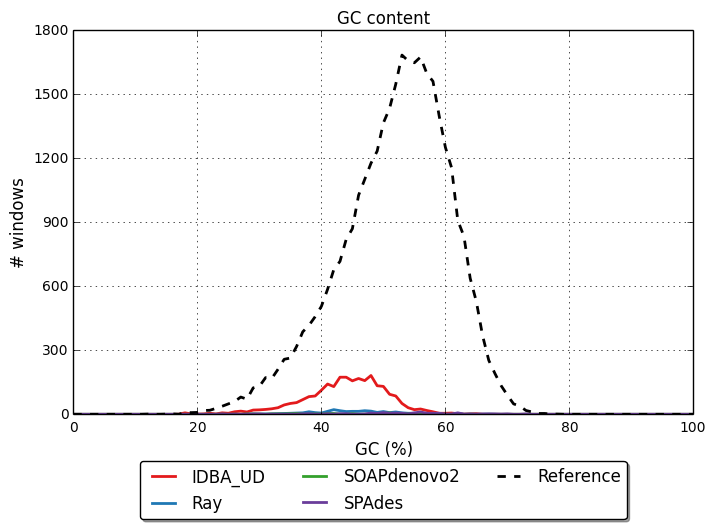 GC content
1800
1500
1200
900
600
300
0
# windows
0 20 40 60 80 100
GC (%)
IDBA_UD SOAPdenovo2 Reference
Ray SPAdes